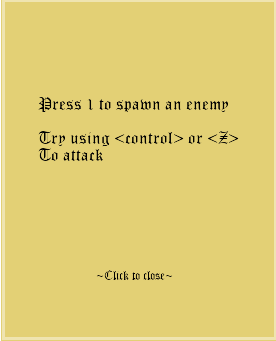 Press 1 to spawn an enemy
Try using <control> or <Z>
To attack
~Click to close~